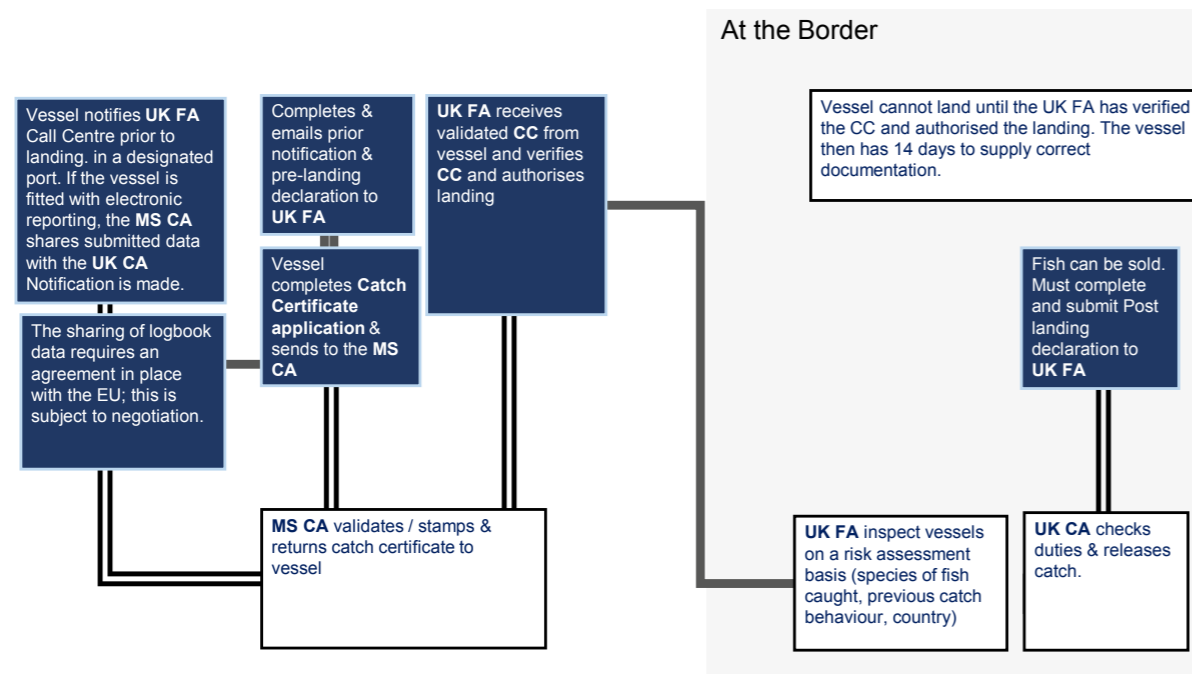 At the Border
Vessel notifies UK FA
Call Centre prior to
landing. in a designated
port. If the vessel is
fitted with electronic
reporting, the MS CA
shares submitted data
with the UK CA
Notification is made.
The sharing of logbook
data requires an
agreement in place
with the EU; this is
subject to negotiation.
Completes &
emails prior
notification &
pre-landing
declaration to
UK FA
Vessel
completes Catch
Certificate
application &
sends to the MS
CA
UK FA receives
validated CC from
vessel and verifies
CC and authorises
landing
MS CA validates / stamps &
returns catch certificate to
vessel
Vessel cannot land until the UK FA has verified
the CC and authorised the landing. The vessel
then has 14 days to supply correct
documentation.
UK FA inspect vessels
on a risk assessment
basis (species of fish
caught, previous catch
behaviour, country)
Fish can be sold.
Must complete
and submit Post
landing
declaration to
UK FA
UK CA checks
duties & releases
catch.